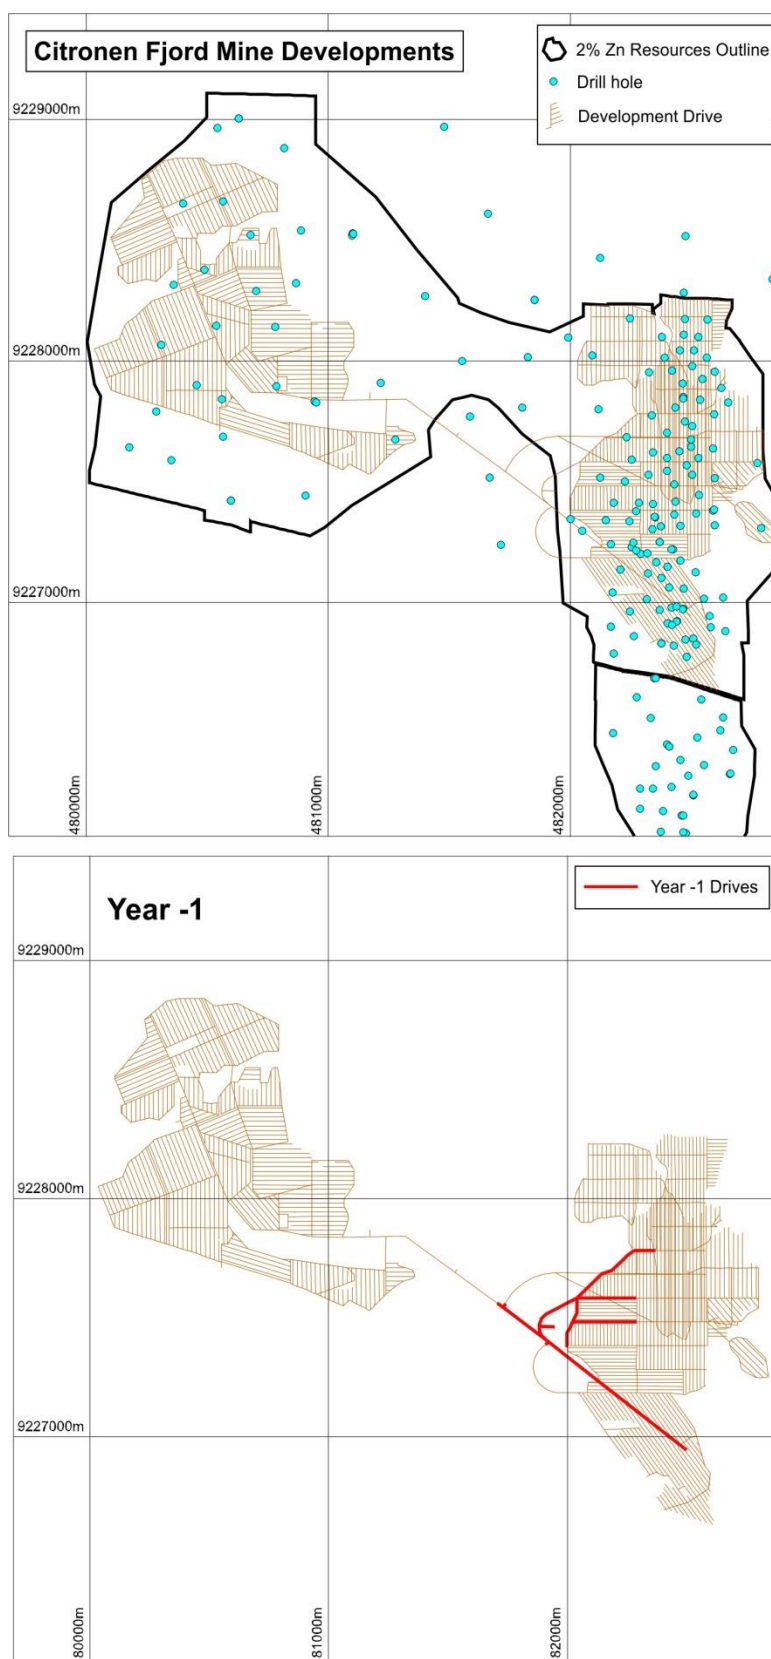 Citronen Fjord Mine Developments
2% Zn Resources Outline
Drill hole
Development Drive
9229000m
9228000m
9227000m
480000m
481000m
482000m
Year -1
Year -1 Drives
9229000m
9228000m
9227000m
80000m
81000m
82000m